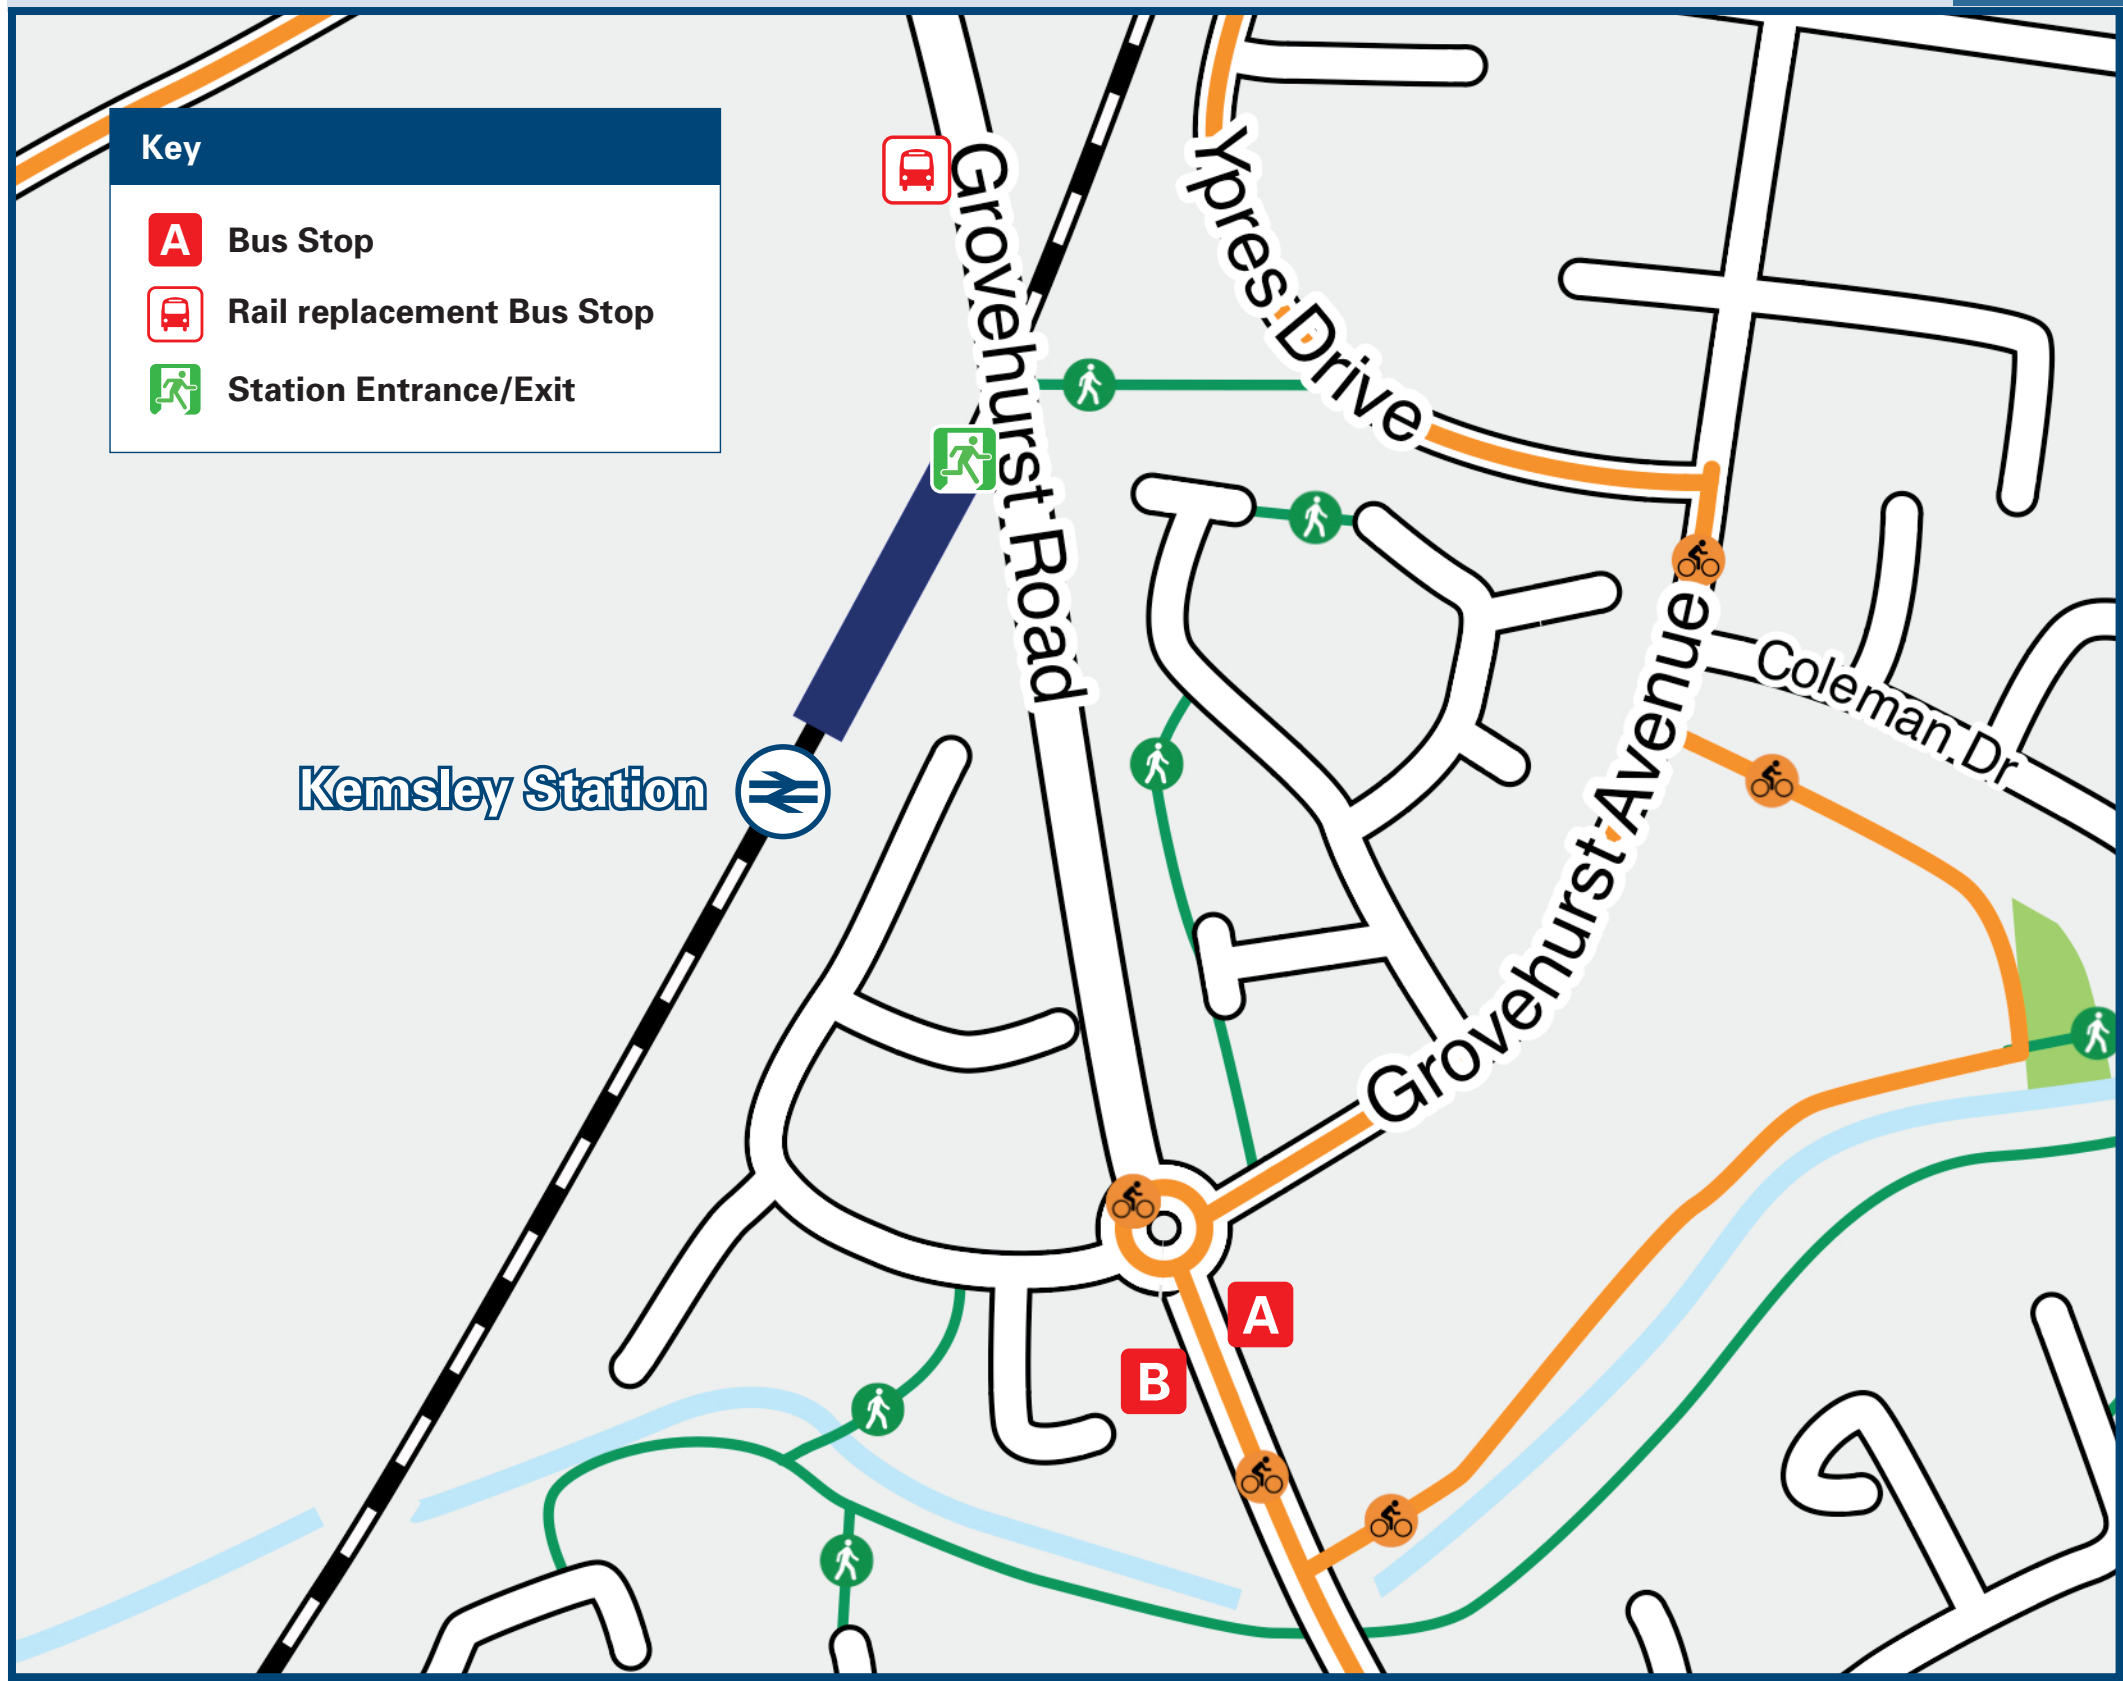 Key
A
Bus Stop
Rail replacement Bus Stop
Station Entrance/Exit
Grovehurst Road
Ypres Drive
Coleman Dr
Grovehurst Avenue
Kemsley Station
A
B